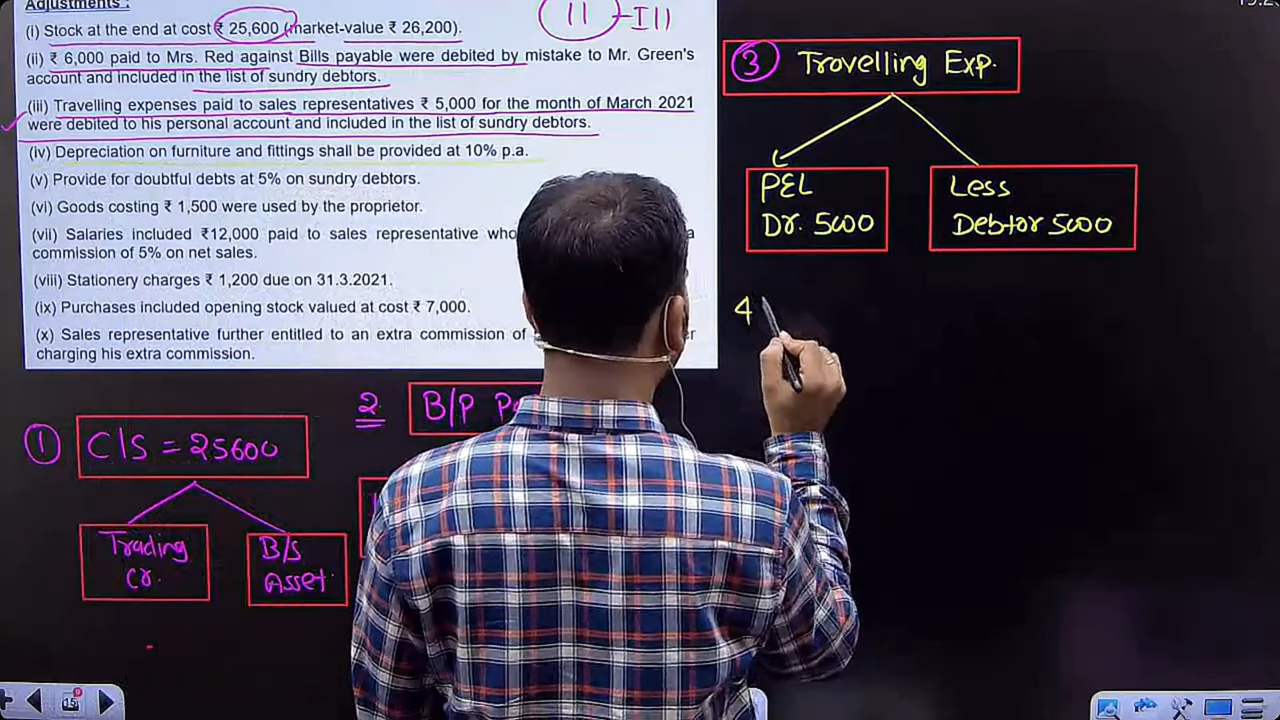 Adjustments :
(i) Stock at the end at cost ₹ 25,600 (market-value ₹ 26,200).
(ii) ₹ 6,000 paid to Mrs. Red against Bills payable were debited by mistake to Mr. Green's
account and included in the list of sundry debtors.
(iii) Travelling expenses paid to sales representatives ₹ 5,000 for the month of March 2021
were debited to his personal account and included in the list of sundry debtors.
(iv) Depreciation on furniture and fittings shall be provided at 10% p.a.
(v) Provide for doubtful debts at 5% on sundry debtors.
(vi) Goods costing ₹ 1,500 were used by the proprietor.
(vii) Salaries included ₹12,000 paid to sales representative who a
commission of 5% on net sales.
(viii) Stationery charges ₹ 1,200 due on 31.3.2021.
(ix) Purchases included opening stock valued at cost ₹ 7,000.
(x) Sales representative further entitled to an extra commission of
charging his extra commission.
11 - III
① C/S = 25600
Trading
Cr.
B/S
Asset
2 B/P
③ Trovelling Exp.
P&L
Dr. 5000
Less
Debtor 5000
4
15